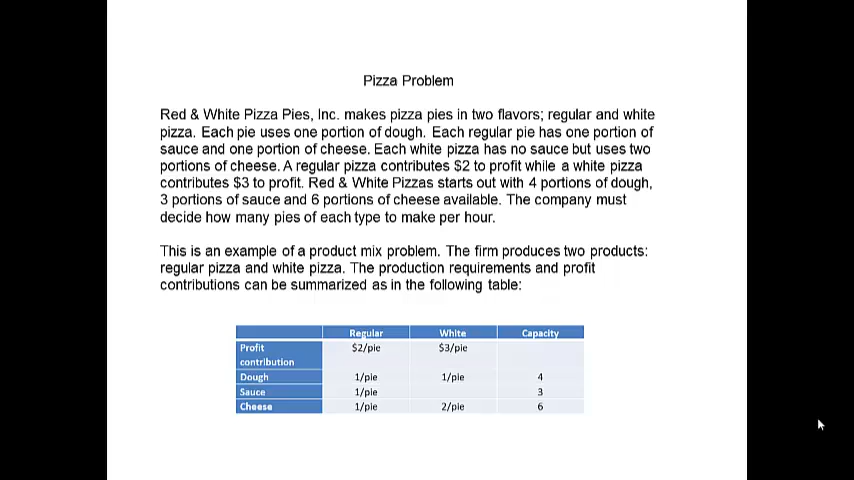 Pizza Problem
Red & White Pizza Pies, Inc. makes pizza pies in two flavors; regular and white
pizza. Each pie uses one portion of dough. Each regular pie has one portion of
sauce and one portion of cheese. Each white pizza has no sauce but uses two
portions of cheese. A regular pizza contributes $2 to profit while a white pizza
contributes $3 to profit. Red & White Pizzas starts out with 4 portions of dough,
3 portions of sauce and 6 portions of cheese available. The company must
decide how many pies of each type to make per hour.
This is an example of a product mix problem. The firm produces two products:
regular pizza and white pizza. The production requirements and profit
contributions can be summarized as in the following table:
Regular White Capacity
Profit $2/pie $3/pie
contribution
Dough 1/pie 1/pie 4
Sauce 1/pie 3
Cheese 1/pie 2/pie 6